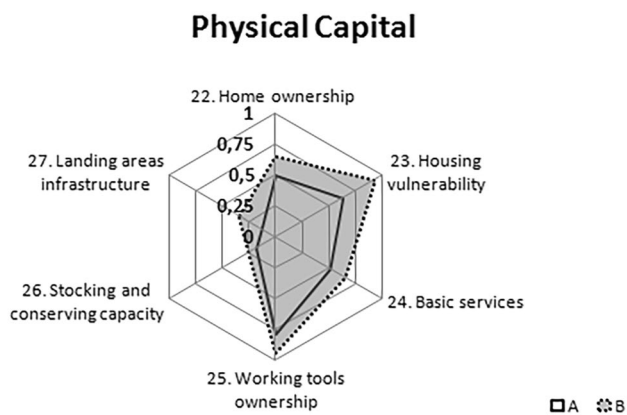 Physical Capital
22. Home ownership
1
0,75
0,5
0,25
0
23. Housing
vulnerability
24. Basic services
25. Working tools
ownership
26. Stocking and
conserving capacity
27. Landing areas
infrastructure
A B